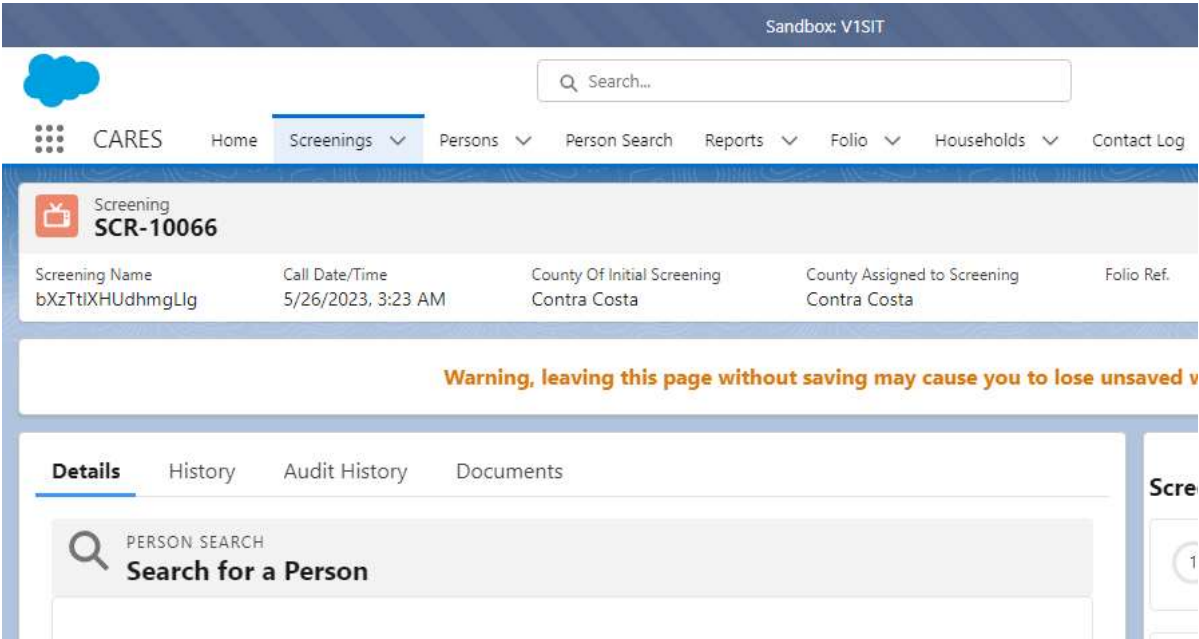 Sandbox: V1SIT
Search...
CARES Home Screenings Persons Person Search Reports Folio Households Contact Log
Screening
SCR-10066
Screening Name Call Date/Time County Of Initial Screening County Assigned to Screening Folio Ref.
5/26/2023, 3:23 AM Contra Costa Contra Costa
Warning, leaving this page without saving may cause you to lose unsaved
Details History Audit History Documents
PERSON SEARCH
Search for a Person
1